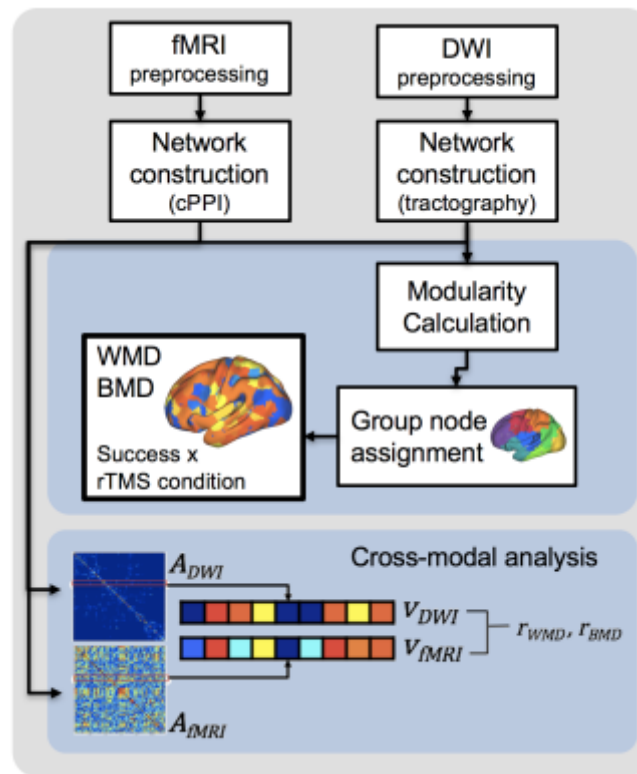 fMRI
preprocessing
DWI
preprocessing
Network
construction
(cPPI)
Network
construction
(tractography)
Modularity
Calculation
WMD
BMD
Success x
rTMS condition
Group node
assignment
Cross-modal analysis
A_DWI
v_DWI
v_fMRI
r_WMD, r_BMD
A_fMRI